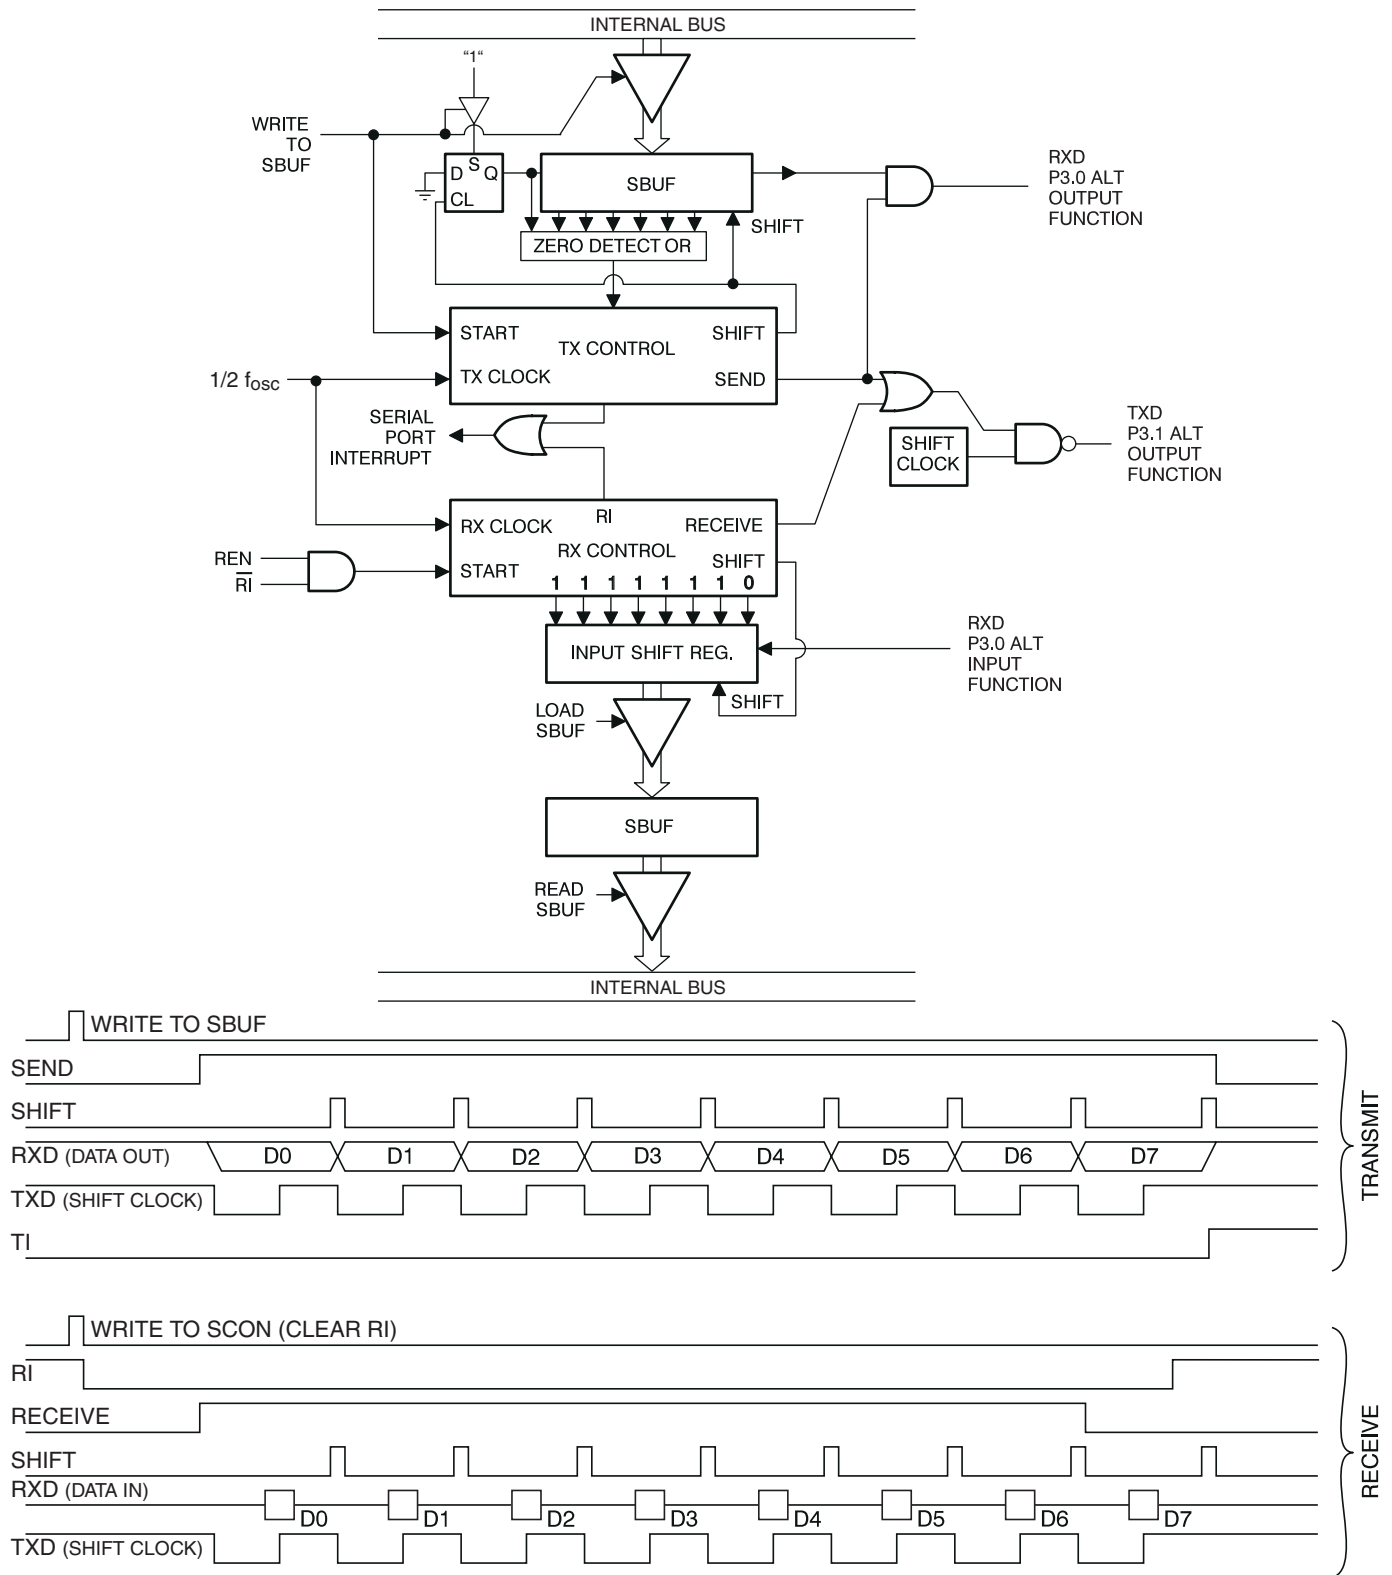 INTERNAL BUS
“1“
WRITE
TO
SBUF
D S Q
CL
SBUF
SHIFT
ZERO DETECT OR
RXD
P3.0 ALT
OUTPUT
FUNCTION
START
SHIFT
TX CONTROL
1/2 fOSC
TX CLOCK
SEND
SERIAL
PORT
INTERRUPT
SHIFT
CLOCK
TXD
P3.1 ALT
OUTPUT
FUNCTION
RI
RX CLOCK
RECEIVE
RX CONTROL
REN
RI
START
SHIFT
1 1 1 1 1 1 1 0
INPUT SHIFT REG.
RXD
P3.0 ALT
INPUT
FUNCTION
LOAD
SBUF
SHIFT
SBUF
READ
SBUF
INTERNAL BUS
WRITE TO SBUF
SEND
SHIFT
RXD (DATA OUT) D0 D1 D2 D3 D4 D5 D6 D7
TXD (SHIFT CLOCK)
TI
TRANSMIT
WRITE TO SCON (CLEAR RI)
RI
RECEIVE
SHIFT
RXD (DATA IN) D0 D1 D2 D3 D4 D5 D6 D7
TXD (SHIFT CLOCK)
RECEIVE